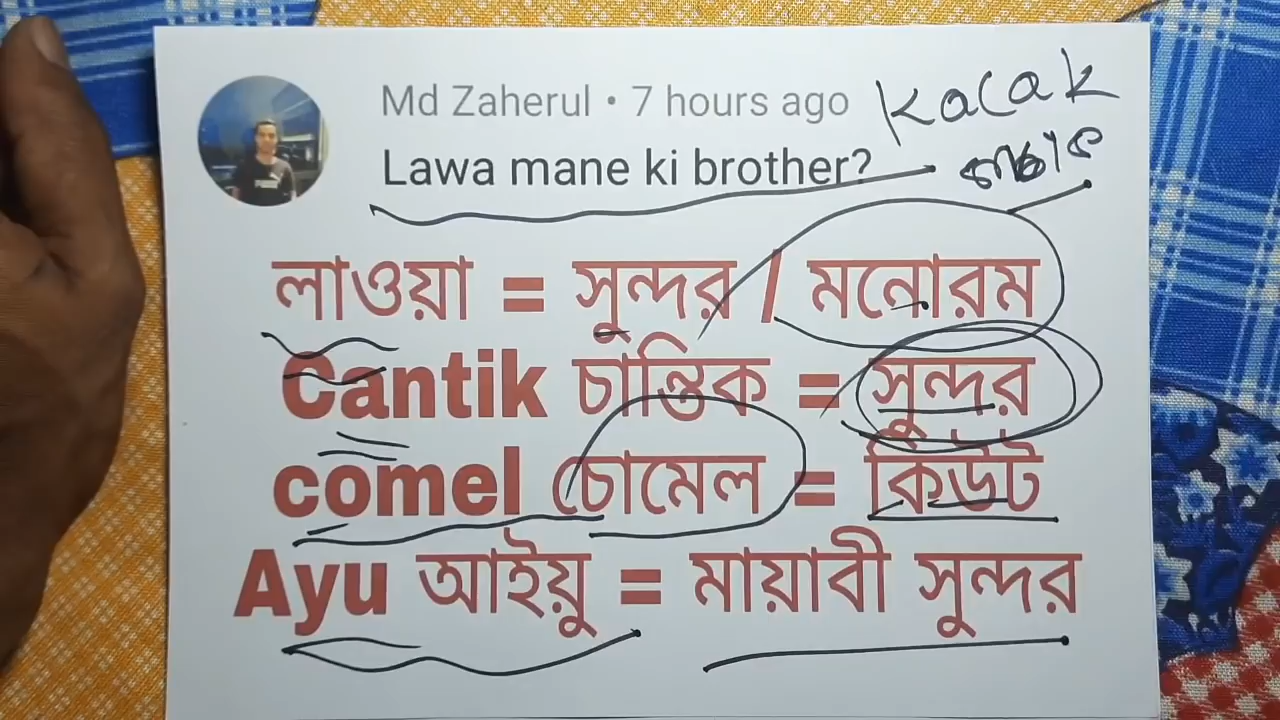 Md Zaherul • 7 hours ago
Kacak
Lawa mane ki brother?
লাওয়া = সুন্দর / মনোরম
Cantik চান্তিক = সুন্দর
comel চোমেল = কিউট
Ayu আইয়ু = মায়াবী সুন্দর